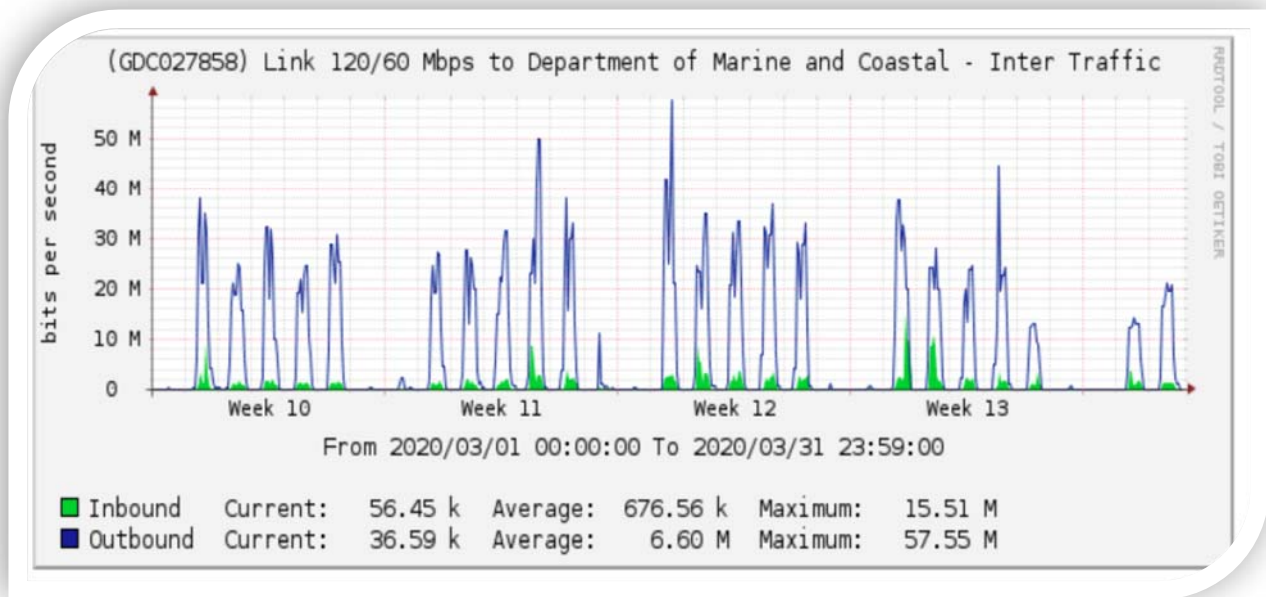 (GDC027858) Link 120/60 Mbps to Department of Marine and Coastal - Inter Traffic
RRDTOOL / TOBI OETIKER
bits per second
50 M
40 M
30 M
20 M
10 M
0
Week 10 Week 11 Week 12 Week 13
From 2020/03/01 00:00:00 To 2020/03/31 23:59:00
Inbound Current: 56.45 k Average: 676.56 k Maximum: 15.51 M
Outbound Current: 36.59 k Average: 6.60 M Maximum: 57.55 M